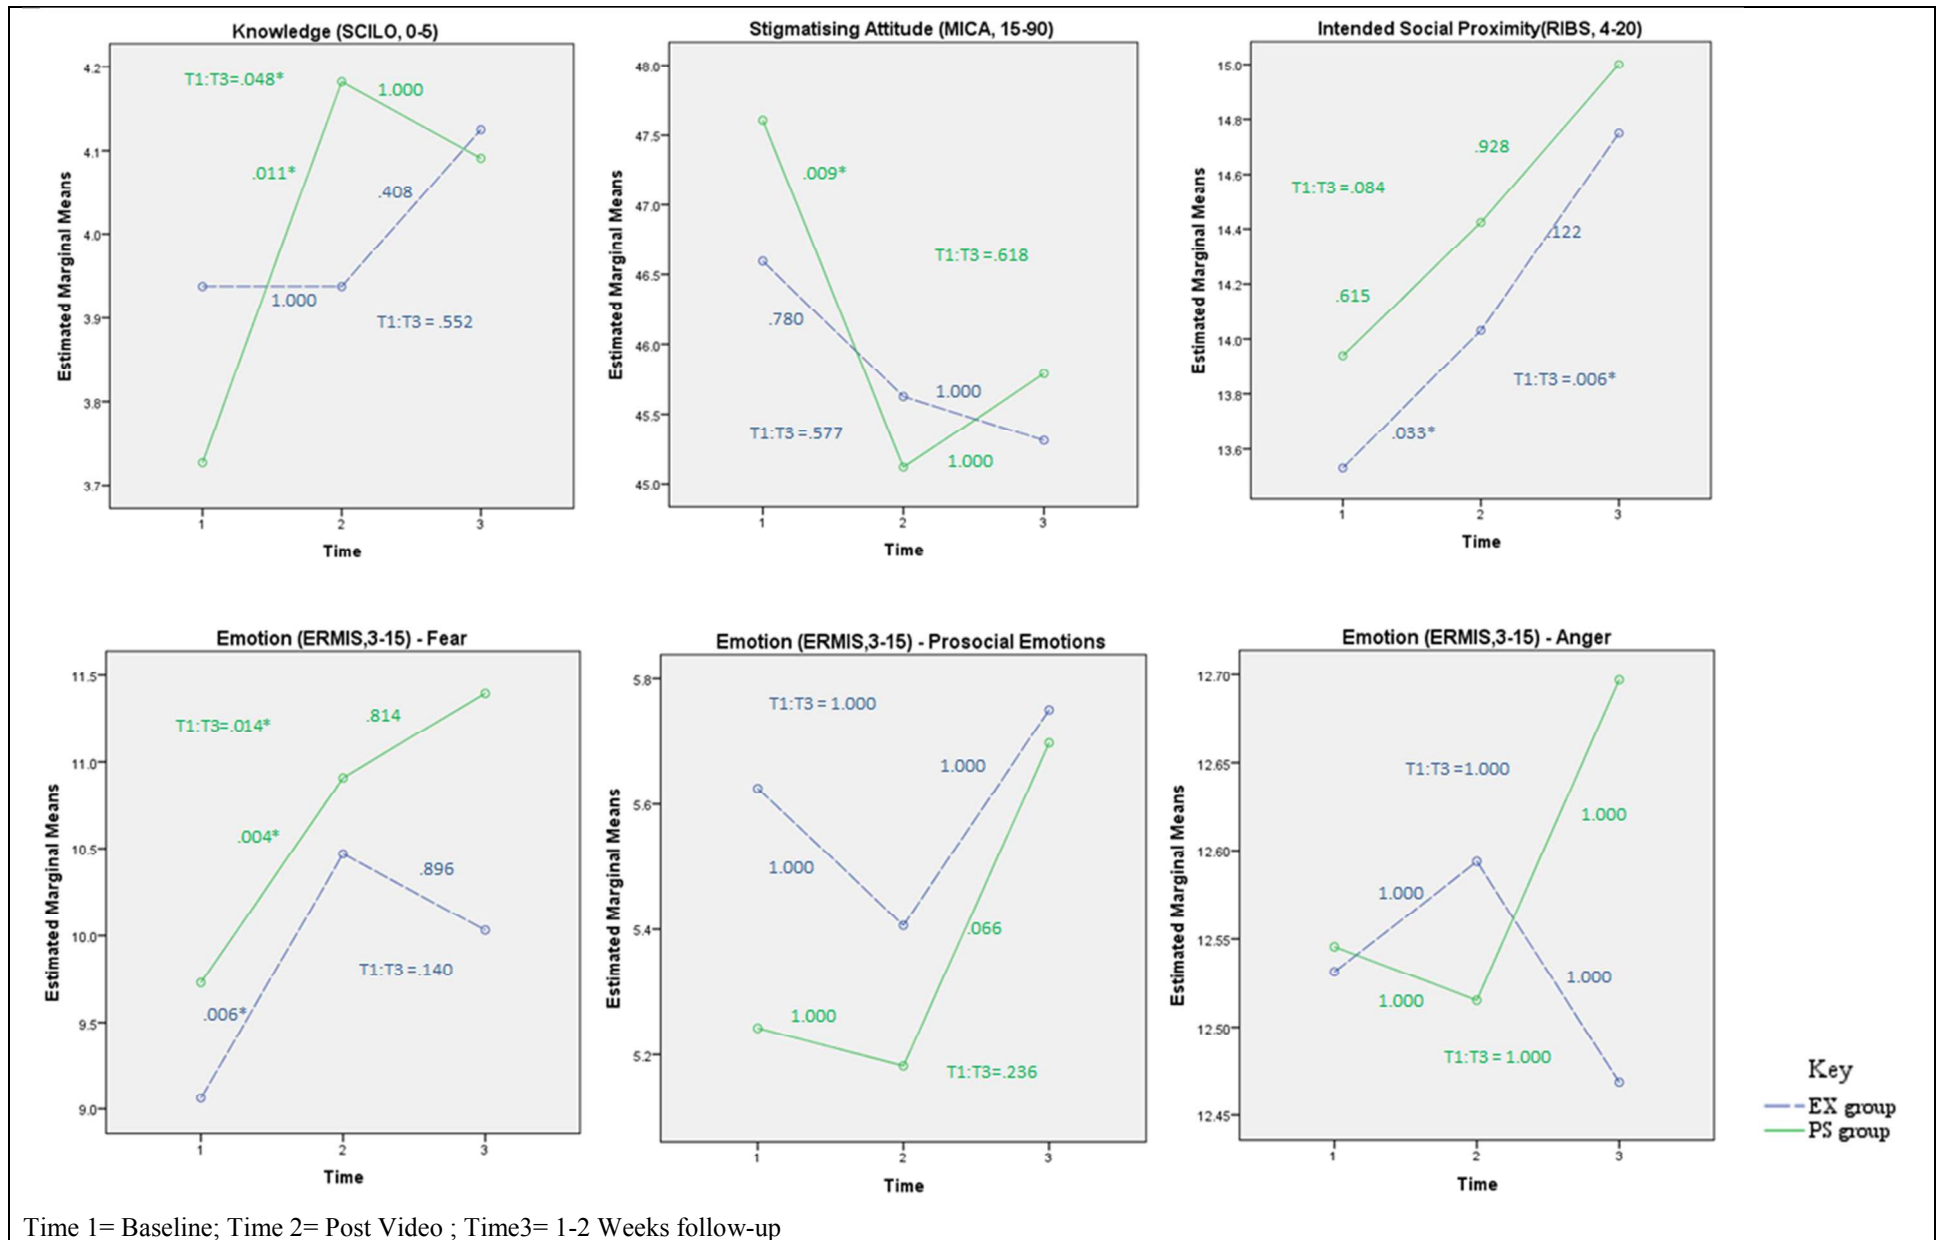 Knowledge (SCILO, 0-5)
Estimated Marginal Means
4.2
4.1
4.0
3.9
3.8
3.7
T1:T3=.048*
1.000
.011*
.408
1.000
T1:T3 = .552
1
2
3
Time
Stigmatising Attitude (MICA, 15-90)
Estimated Marginal Means
48.0
47.5
47.0
46.5
46.0
45.5
45.0
.009*
T1:T3 =.618
.780
1.000
T1:T3 =.577
1.000
1
2
3
Time
Intended Social Proximity(RIBS, 4-20)
Estimated Marginal Means
15.0
14.8
14.6
14.4
14.2
14.0
13.8
13.6
.928
T1:T3 =.084
.122
.615
T1:T3 =.006*
.033*
1
2
3
Time
Emotion (ERMIS,3-15) - Fear
Estimated Marginal Means
11.5
11.0
10.5
10.0
9.5
9.0
T1:T3=.014*
.814
.004*
.896
T1:T3 =.140
.006*
1
2
3
Time
Emotion (ERMIS,3-15) - Prosocial Emotions
Estimated Marginal Means
5.8
5.6
5.4
5.2
T1:T3 = 1.000
1.000
1.000
.066
1.000
T1:T3=.236
1
2
3
Time
Emotion (ERMIS,3-15) - Anger
Estimated Marginal Means
12.70
12.65
12.60
12.55
12.50
12.45
T1:T3 =1.000
1.000
1.000
1.000
1.000
T1:T3 = 1.000
1
2
3
Time
Key
EX group
PS group
Time 1= Baseline; Time 2= Post Video ; Time3= 1-2 Weeks follow-up